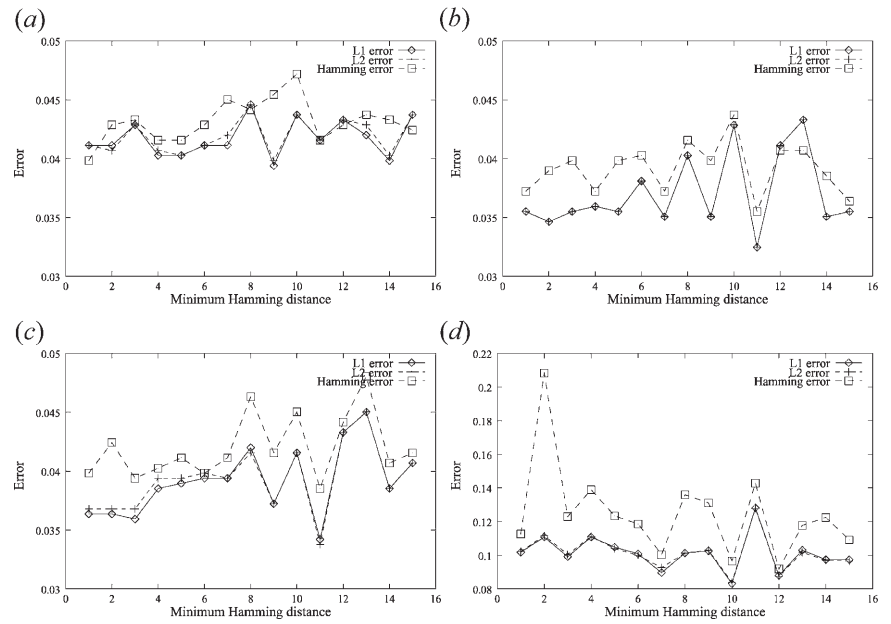 (a)
0.05
0.045
0.04
0.035
0.03
Error
L1 error
L2 error
Hamming error
0 2 4 6 8 10 12 14 16
Minimum Hamming distance
(b)
0.05
0.045
0.04
0.035
0.03
Error
L1 error
L2 error
Hamming error
0 2 4 6 8 10 12 14 16
Minimum Hamming distance
(c)
0.05
0.045
0.04
0.035
0.03
Error
L1 error
L2 error
Hamming error
0 2 4 6 8 10 12 14 16
Minimum Hamming distance
(d)
0.22
0.2
0.18
0.16
0.14
0.12
0.1
0.08
Error
L1 error
L2 error
Hamming error
0 2 4 6 8 10 12 14 16
Minimum Hamming distance